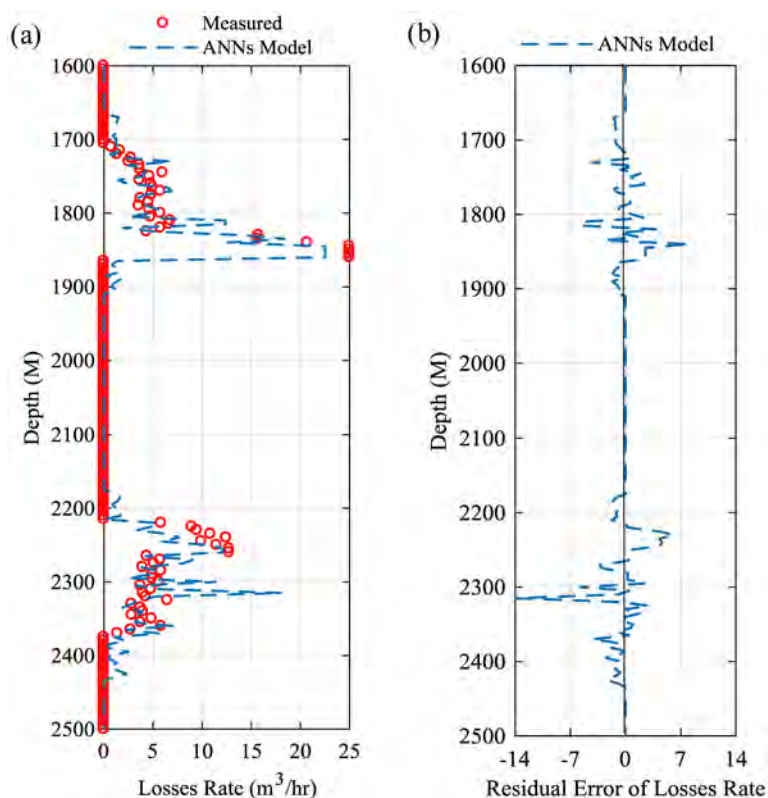 (a)
Measured
ANNs Model
1600
1700
1800
1900
2000
2100
2200
2300
2400
2500
Depth (M)
0 5 10 15 20 25
Losses Rate (m³/hr)
(b)
ANNs Model
1600
1700
1800
1900
2000
2100
2200
2300
2400
2500
Depth (M)
-14 -7 0 7 14
Residual Error of Losses Rate